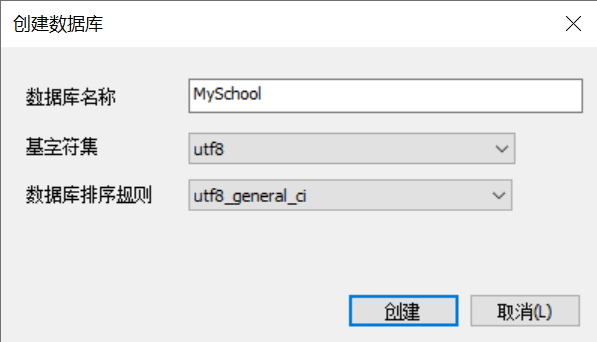 创建数据库
数据库名称 MySchool
基字符集 utf8
数据库排序规则 utf8_general_ci
创建 取消(L)